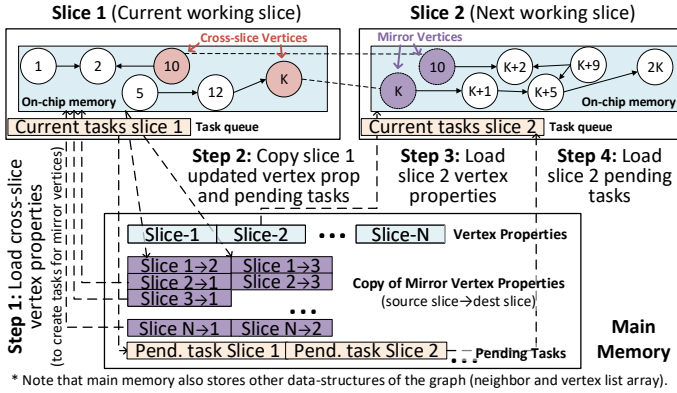 Slice 1 (Current working slice)
Slice 2 (Next working slice)
Cross-slice Vertices
1
2
10
5
12
K
On-chip memory
Current tasks slice 1
Task queue
Mirror Vertices
10
K
K+2
K+9
K+1
K+5
2K
On-chip memory
Current tasks slice 2
Task queue
Step 1: Load cross-slice
vertex properties
(to create tasks for mirror vertices)
Step 2: Copy slice 1
updated vertex prop
and pending tasks
Step 3: Load
slice 2 vertex
properties
Step 4: Load
slice 2 pending
tasks
Slice-1 Slice-2 ... Slice-N Vertex Properties
Slice 1→2 Slice 1→3
Slice 2→1 Slice 2→3
Slice 3→1
...
Slice N→1 Slice N→2
Copy of Mirror Vertex Properties
(source slice→dest slice)
Pend. task Slice 1 Pend. task Slice 2 ... Pending Tasks
Main
Memory
* Note that main memory also stores other data-structures of the graph (neighbor and vertex list array).